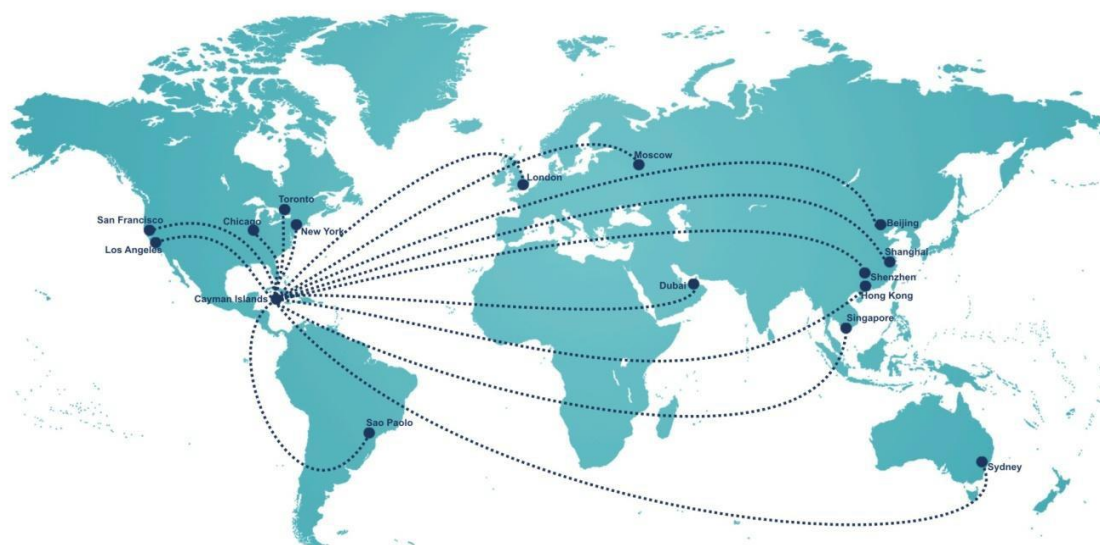 Moscow
London
Toronto
San Francisco
Chicago
New York
Beijing
Los Angeles
Shanghai
Shenzhen
Dubai
Hong Kong
Cayman Islands
Singapore
Sao Paolo
Sydney